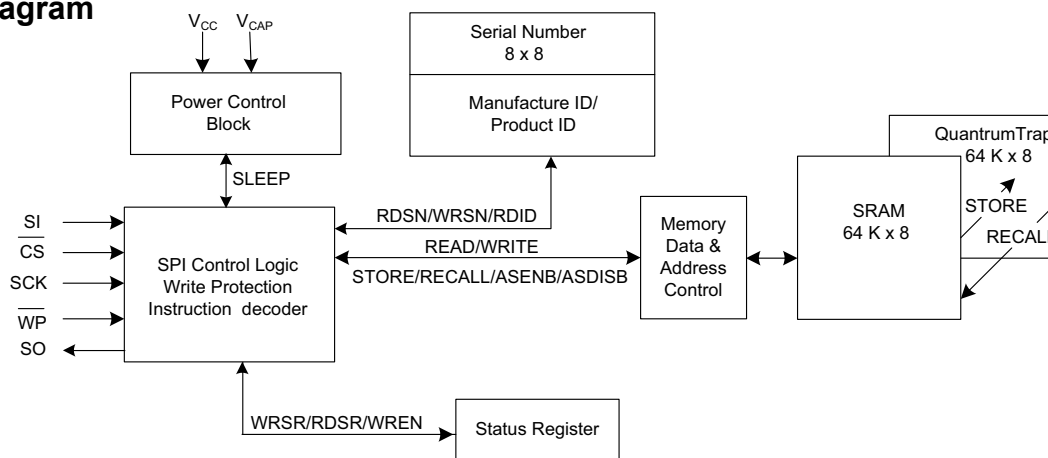 agram
VCC
VCAP
Serial Number
8 x 8
Manufacture ID/
Product ID
Power Control
Block
SLEEP
QuantrumTrap
64 K x 8
SRAM
64 K x 8
STORE
RECALL
SI
CS
SCK
WP
SO
SPI Control Logic
Write Protection
Instruction decoder
RDSN/WRSN/RDID
READ/WRITE
STORE/RECALL/ASENB/ASDISB
Memory
Data &
Address
Control
WRSR/RDSR/WREN
Status Register